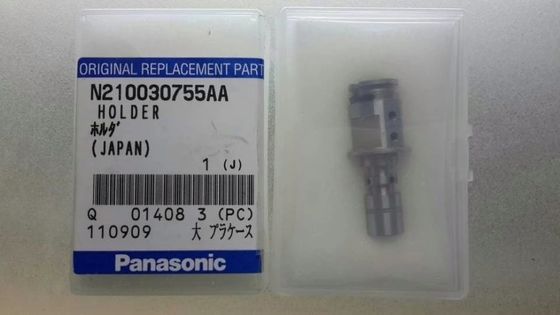 ORIGINAL REPLACEMENT PART
N210030755AA
HOLDER
ホルダ
(JAPAN)
1 (J)
Q 01408 3 (PC)
110909 大 プラケース
Panasonic